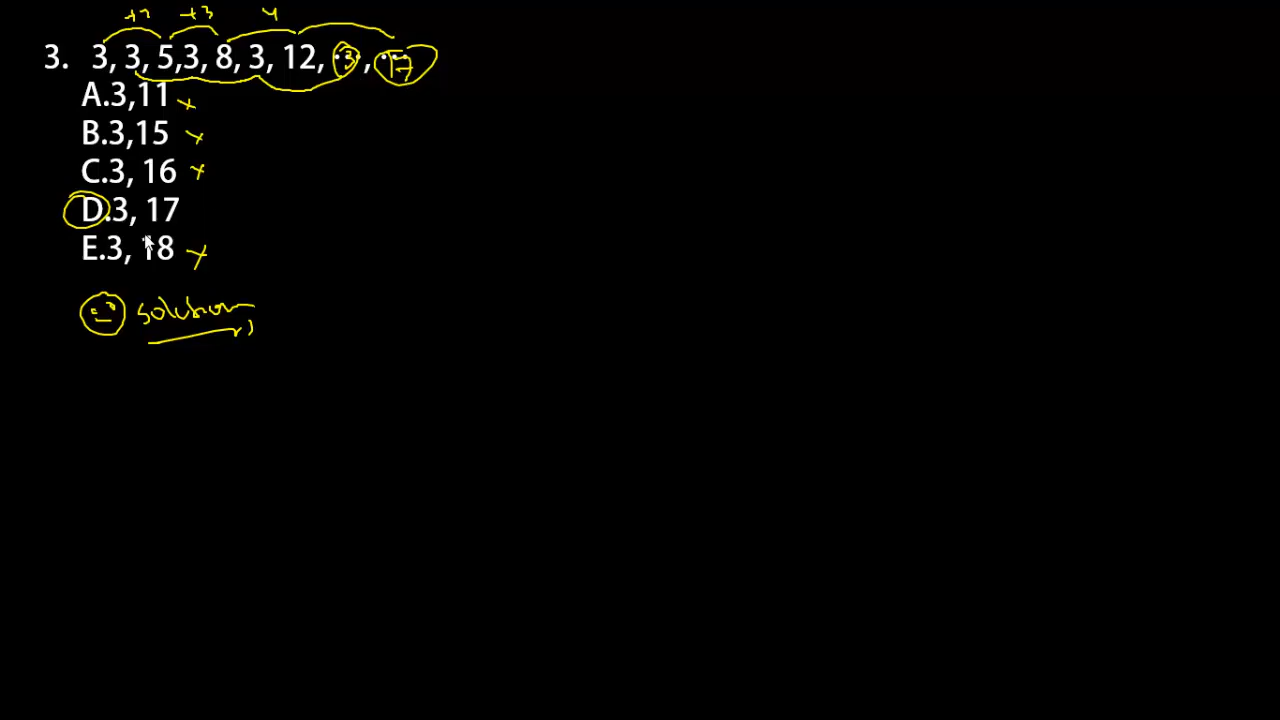 +2 +3 4
3. 3, 3, 5,3, 8, 3, 12, 3, 17
A.3,11 x
B.3,15 x
C.3, 16 x
D.3, 17
E.3, 18 x
solution